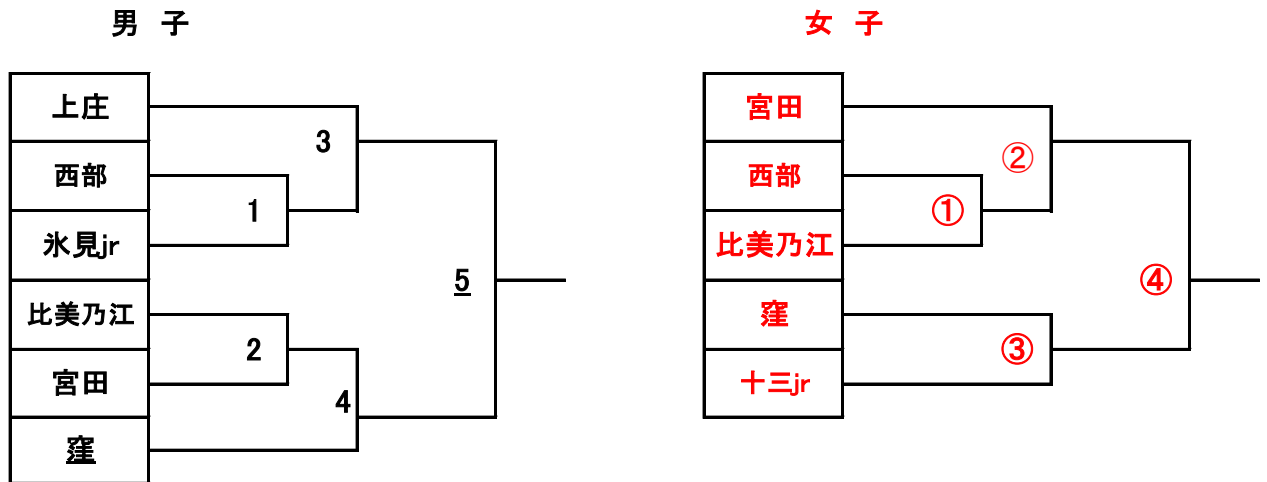 男 子
上庄
西部
氷見jr
比美乃江
宮田
窪
3
1
5
2
4
女 子
宮田
西部
比美乃江
窪
十三jr
②
①
④
③